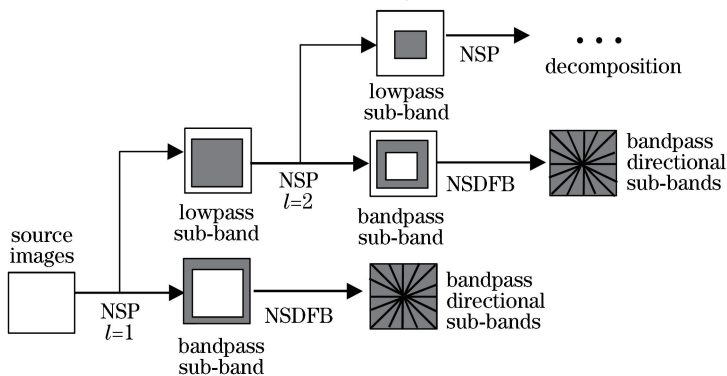 NSP
• • •
decomposition
lowpass
sub-band
NSP
l=2
bandpass
sub-band
NSDFB
bandpass
directional
sub-bands
lowpass
sub-band
source
images
NSP
l=1
bandpass
sub-band
NSDFB
bandpass
directional
sub-bands